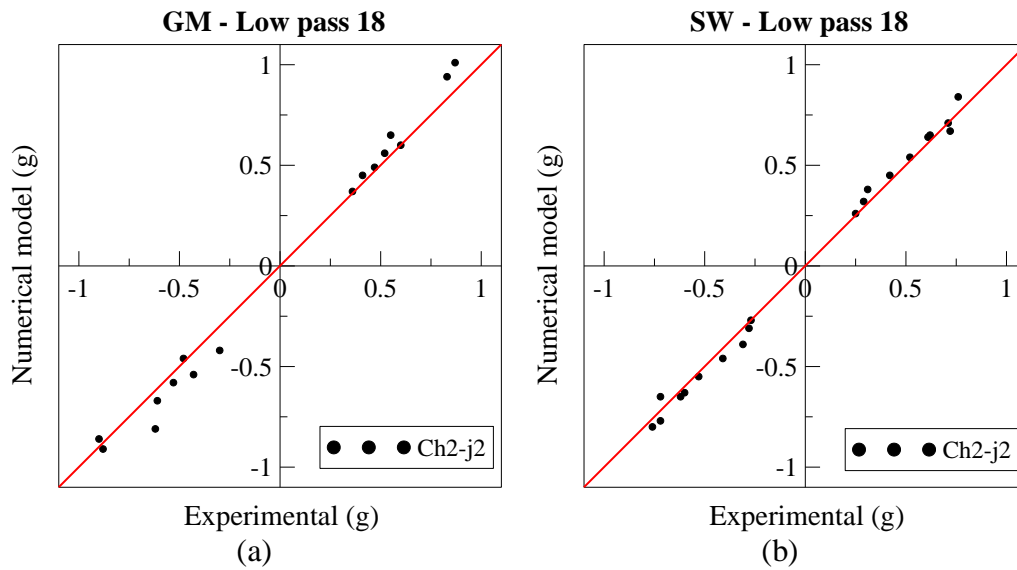 GM - Low pass 18
1
0.5
0
-0.5
-1
-1
-0.5
0
0.5
1
Numerical model (g)
Ch2-j2
Experimental (g)
(a)
SW - Low pass 18
1
0.5
0
-0.5
-1
-1
-0.5
0
0.5
1
Numerical model (g)
Ch2-j2
Experimental (g)
(b)